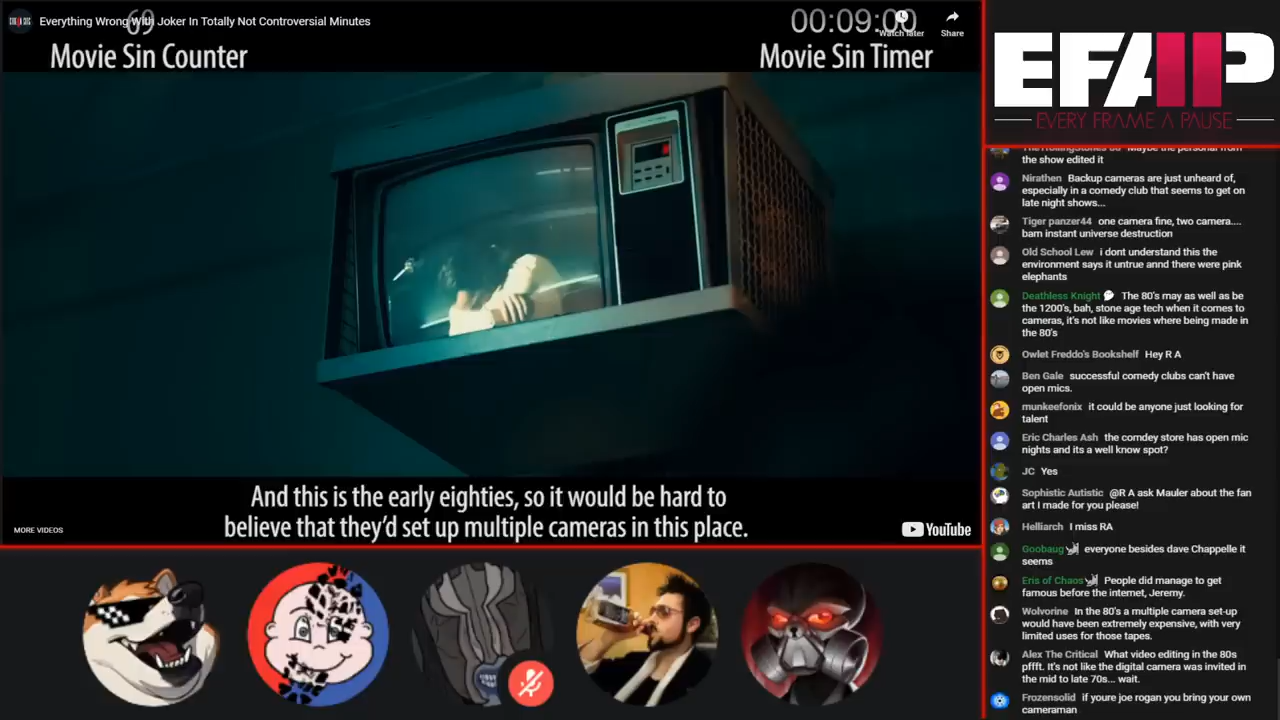 Everything Wrong With Joker In Totally Not Controversial Minutes
69
Movie Sin Counter
00:09:00
Movie Sin Timer
Watch later
Share
And this is the early eighties, so it would be hard to
believe that they'd set up multiple cameras in this place.
MORE VIDEOS
YouTube
EFAP
EVERY FRAME A PAUSE
Maybe the personal from
the show edited it
Nirathen Backup cameras are just unheard of,
especially in a comedy club that seems to get on
late night shows...
Tiger panzer44 one camera fine, two camera....
bam instant universe destruction
Old School Lew i dont understand this the
environment says it untrue annd there were pink
elephants
Deathless Knight The 80's may as well as be
the 1200's, bah, stone age tech when it comes to
cameras, it's not like movies where being made in
the 80's
Owlet Freddo's Bookshelf Hey R A
Ben Gale successful comedy clubs can't have
open mics.
munkeefonix it could be anyone just looking for
talent
Eric Charles Ash the comdey store has open mic
nights and its a well know spot?
JC Yes
Sophistic Autistic @R A ask Mauler about the fan
art I made for you please!
Helliarch I miss RA
Goobaug everyone besides dave Chappelle it
seems
Eris of Chaos People did manage to get
famous before the internet, Jeremy.
Wolvorine In the 80's a multiple camera set-up
would have been extremely expensive, with very
limited uses for those tapes.
Alex The Critical What video editing in the 80s
pffft. It's not like the digital camera was invited in
the mid to late 70s... wait.
Frozensolid if youre joe rogan you bring your own
cameraman